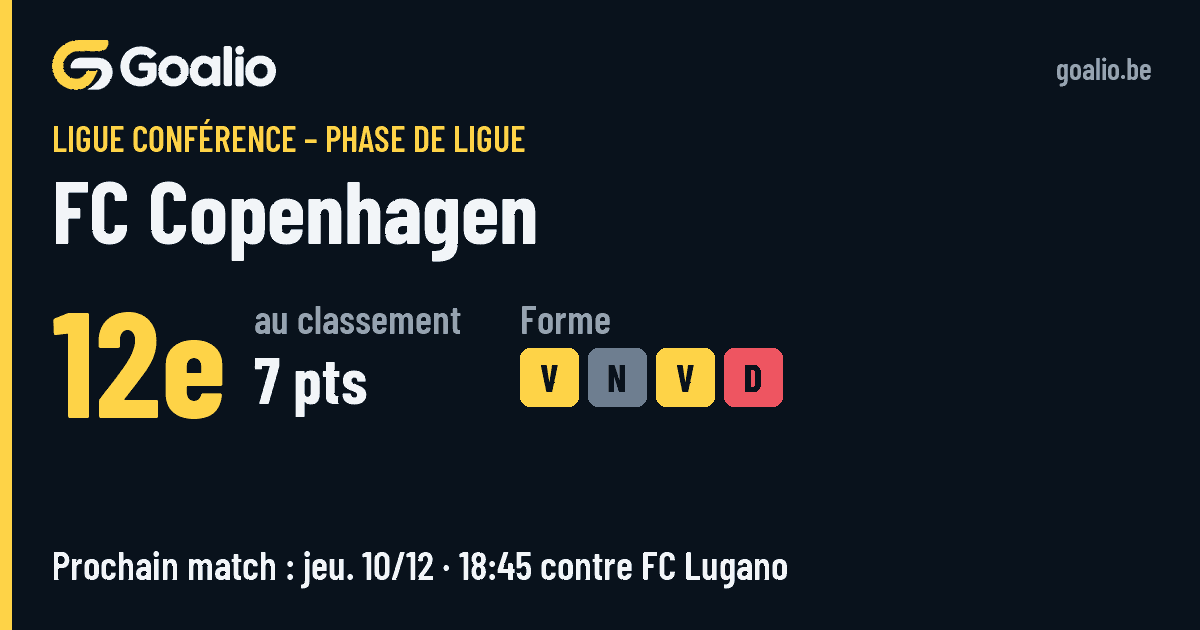 Goalio
goalio.be
LIGUE CONFÉRENCE – PHASE DE LIGUE
FC Copenhagen
12e
au classement
7 pts
Forme
V N V D
Prochain match : jeu. 10/12 · 18:45 contre FC Lugano